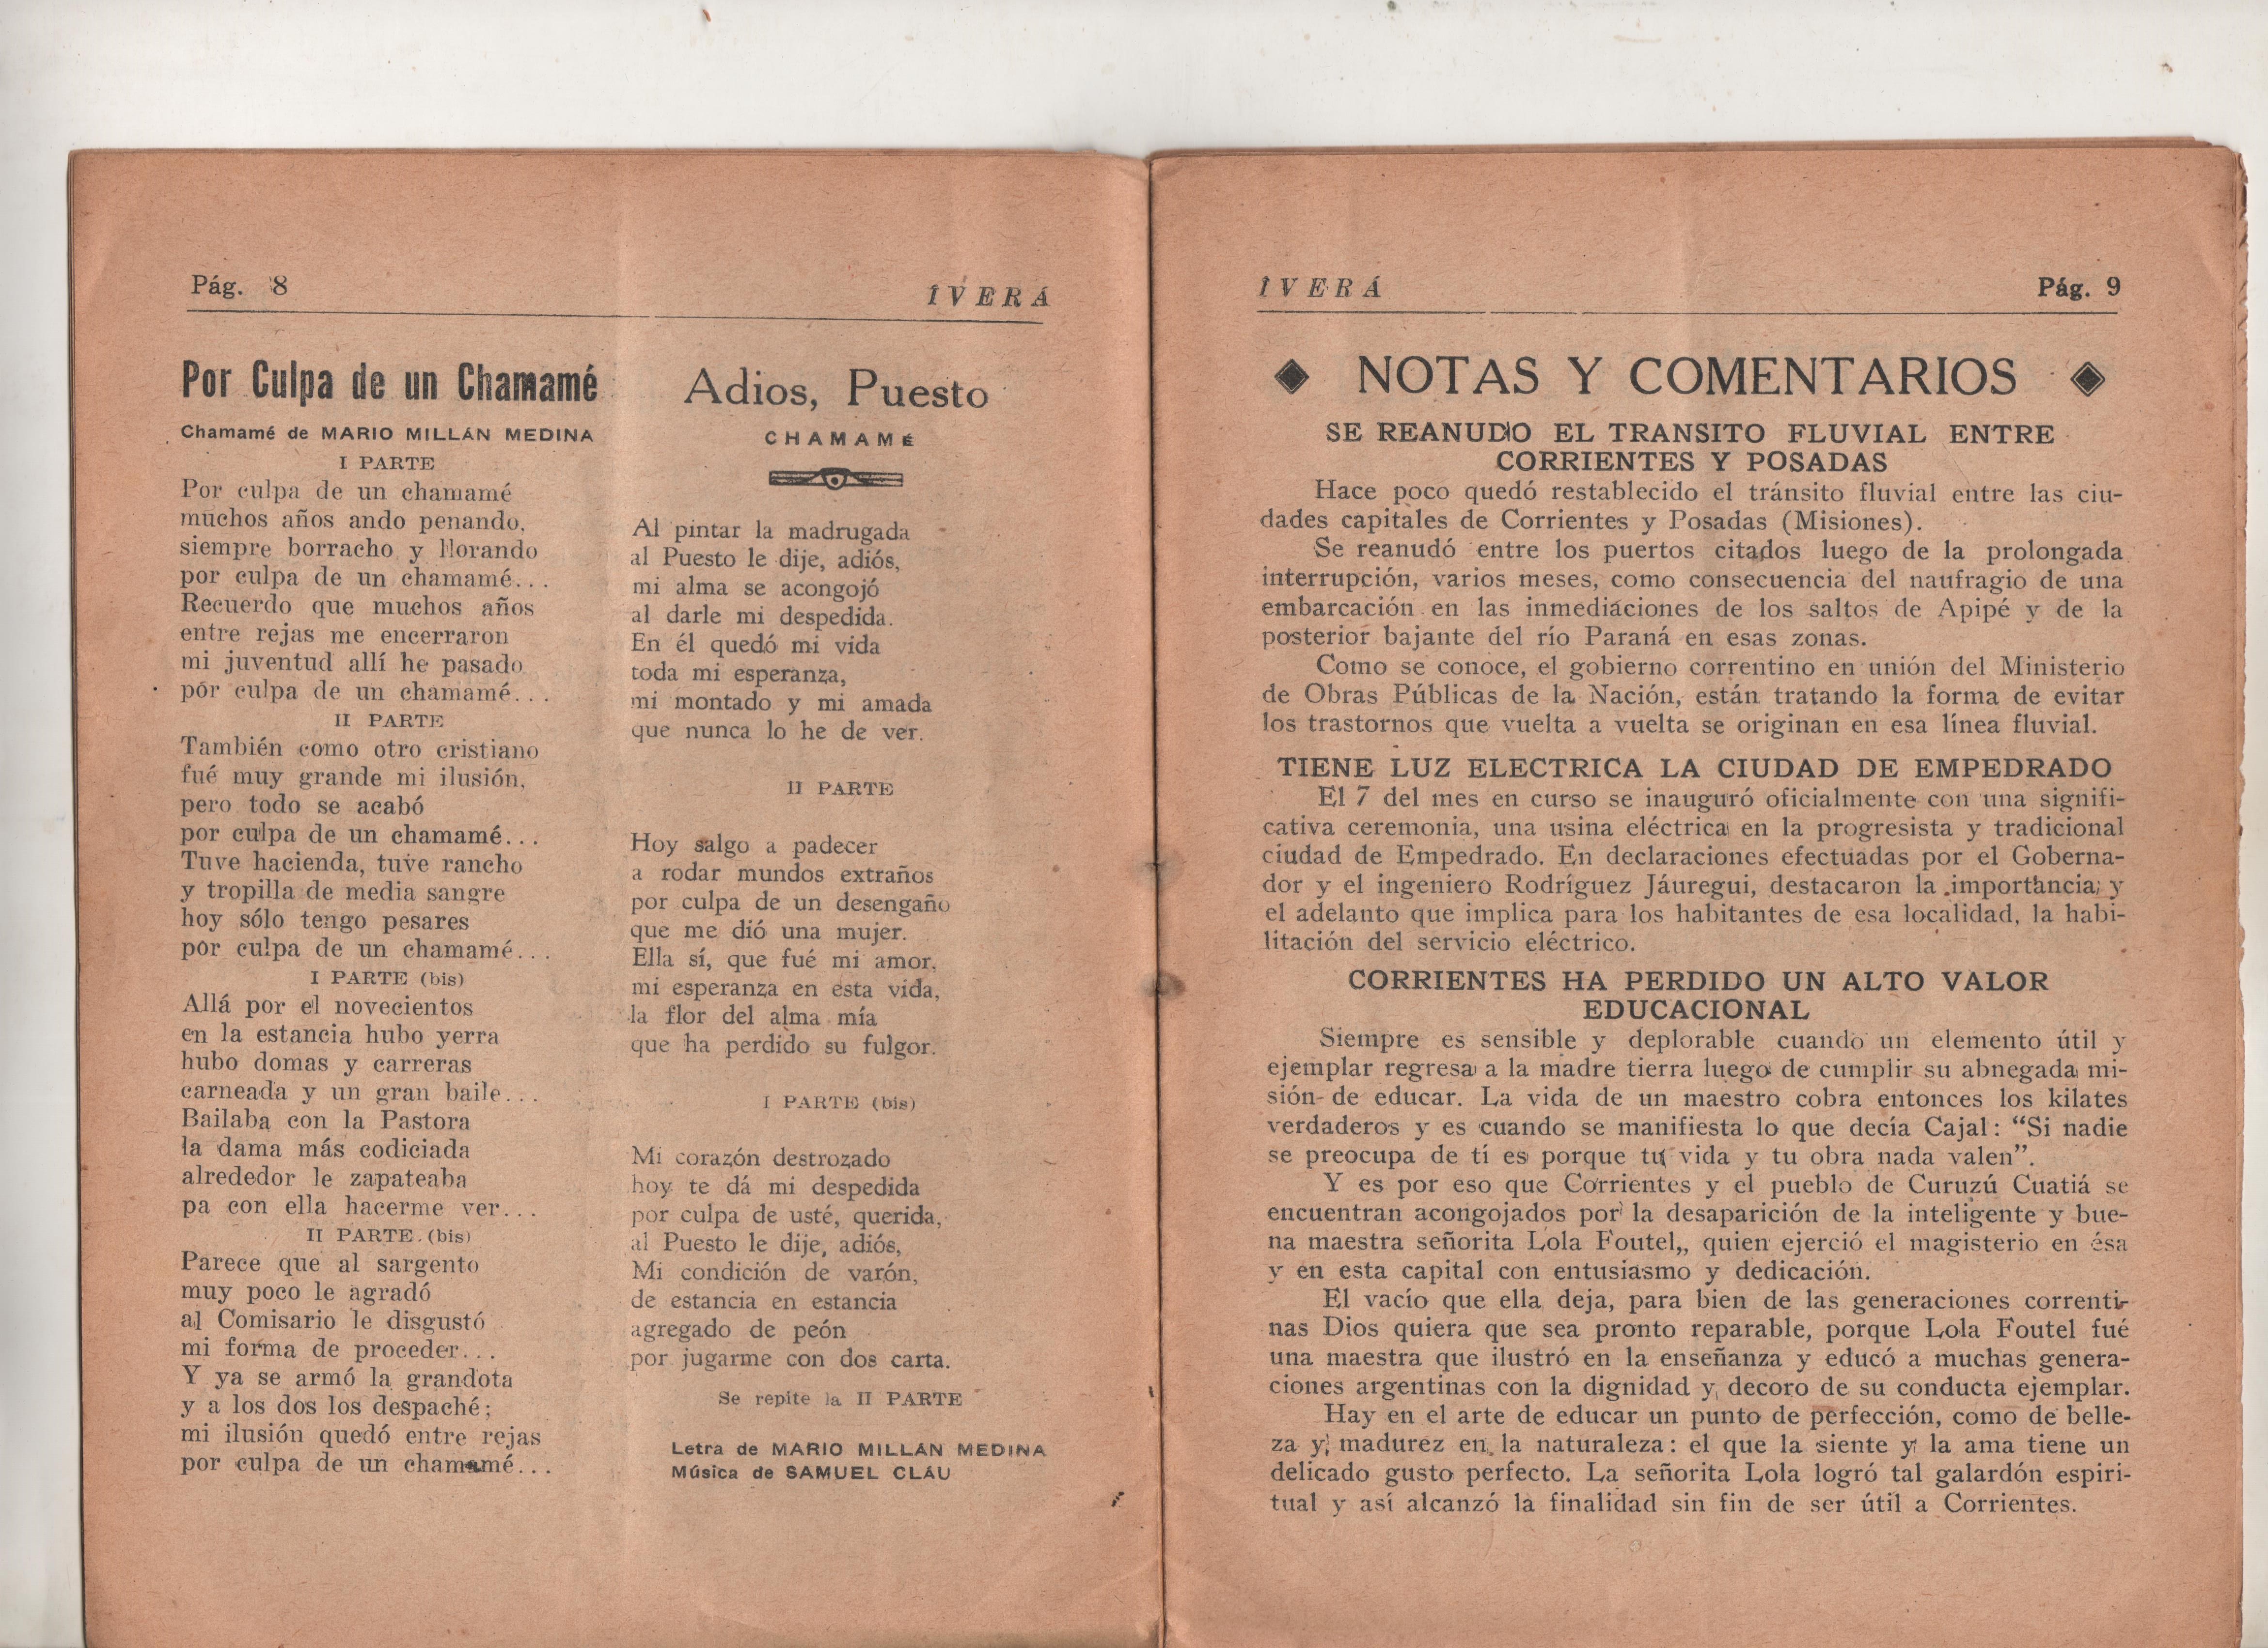 Pág. 8
ÎVERÁ
Por Culpa de un Chamamé
Chamamé de MARIO MILLÁN MEDINA
I PARTE
Por culpa de un chamamé
muchos años ando penando,
siempre borracho y llorando
por culpa de un chamamé...
Recuerdo que muchos años
entre rejas me encerraron
mi juventud allí he pasado
por culpa de un chamamé...
II PARTE
También como otro cristiano
fué muy grande mi ilusión,
pero todo se acabó
por culpa de un chamamé...
Tuve hacienda, tuve rancho
y tropilla de media sangre
hoy sólo tengo pesares
por culpa de un chamamé...
I PARTE (bis)
Allá por el novecientos
en la estancia hubo yerra
hubo domas y carreras
carneada y un gran baile...
Bailaba con la Pastora
la dama más codiciada
alrededor le zapateaba
pa con ella hacerme ver...
II PARTE (bis)
Parece que al sargento
muy poco le agradó
al Comisario le disgustó
mi forma de proceder...
Y ya se armó la grandota
y a los dos los despaché;
mi ilusión quedó entre rejas
por culpa de un chamamé...
Adios, Puesto
CHAMAMÉ
Al pintar la madrugada
al Puesto le dije, adiós,
mi alma se acongojó
al darle mi despedida.
En él quedó mi vida
toda mi esperanza,
mi montado y mi amada
que nunca lo he de ver.
II PARTE
Hoy salgo a padecer
a rodar mundos extraños
por culpa de un desengaño
que me dió una mujer.
Ella sí, que fué mi amor,
mi esperanza en esta vida,
la flor del alma mía
que ha perdido su fulgor.
I PARTE (bis)
Mi corazón destrozado
hoy te dá mi despedida
por culpa de usté, querida,
al Puesto le dije, adiós,
Mi condición de varón,
de estancia en estancia
agregado de peón
por jugarme con dos carta.
Se repite la II PARTE
Letra de MARIO MILLÁN MEDINA
Música de SAMUEL CLÁU
ÎVERÁ
Pág. 9
NOTAS Y COMENTARIOS
SE REANUDO EL TRANSITO FLUVIAL ENTRE
CORRIENTES Y POSADAS
Hace poco quedó restablecido el tránsito fluvial entre las ciu-
dades capitales de Corrientes y Posadas (Misiones).
Se reanudó entre los puertos citados luego de la prolongada
interrupción, varios meses, como consecuencia del naufragio de una
embarcación en las inmediaciones de los saltos de Apipé y de la
posterior bajante del río Paraná en esas zonas.
Como se conoce, el gobierno correntino en unión del Ministerio
de Obras Públicas de la Nación, están tratando la forma de evitar
los trastornos que vuelta a vuelta se originan en esa línea fluvial.
TIENE LUZ ELECTRICA LA CIUDAD DE EMPEDRADO
El 7 del mes en curso se inauguró oficialmente con una signifi-
cativa ceremonia, una usina eléctrica en la progresista y tradicional
ciudad de Empedrado. En declaraciones efectuadas por el Goberna-
dor y el ingeniero Rodríguez Jáuregui, destacaron la importancia y
el adelanto que implica para los habitantes de esa localidad, la habi-
litación del servicio eléctrico.
CORRIENTES HA PERDIDO UN ALTO VALOR
EDUCACIONAL
Siempre es sensible y deplorable cuando un elemento útil y
ejemplar regresa a la madre tierra luego de cumplir su abnegada mi-
sión de educar. La vida de un maestro cobra entonces los kilates
verdaderos y es cuando se manifiesta lo que decía Cajal: “Si nadie
se preocupa de tí es porque tu vida y tu obra nada valen”.
Y es por eso que Corrientes y el pueblo de Curuzú Cuatiá se
encuentran acongojados por la desaparición de la inteligente y bue-
na maestra señorita Lola Foutel,, quien ejerció el magisterio en ésa
y en esta capital con entusiasmo y dedicación.
El vacío que ella deja, para bien de las generaciones correnti-
nas Dios quiera que sea pronto reparable, porque Lola Foutel fué
una maestra que ilustró en la enseñanza y educó a muchas genera-
ciones argentinas con la dignidad y decoro de su conducta ejemplar.
Hay en el arte de educar un punto de perfección, como de belle-
za y madurez en la naturaleza: el que la siente y la ama tiene un
delicado gusto perfecto. La señorita Lola logró tal galardón espiri-
tual y así alcanzó la finalidad sin fin de ser útil a Corrientes.